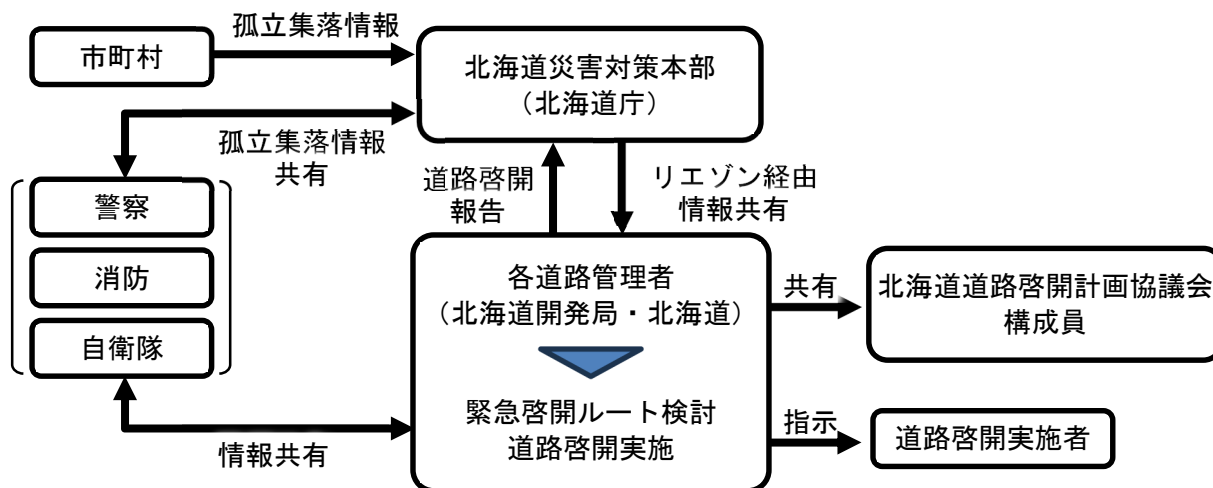 孤立集落情報
市町村
北海道災害対策本部
（北海道庁）
孤立集落情報
共有
道路啓開
報告
リエゾン経由
情報共有
警察
消防
自衛隊
各道路管理者
（北海道開発局・北海道）
緊急啓開ルート検討
道路啓開実施
共有
北海道道路啓開計画協議会
構成員
情報共有
指示
道路啓開実施者